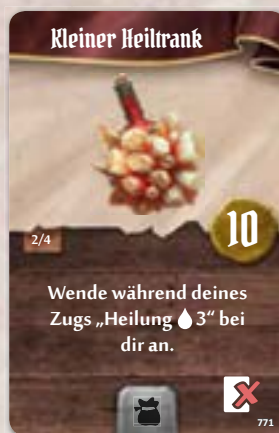 Kleiner Heiltrank
2/4
10
Wende während deines
Zugs „Heilung 3“ bei
dir an.
771